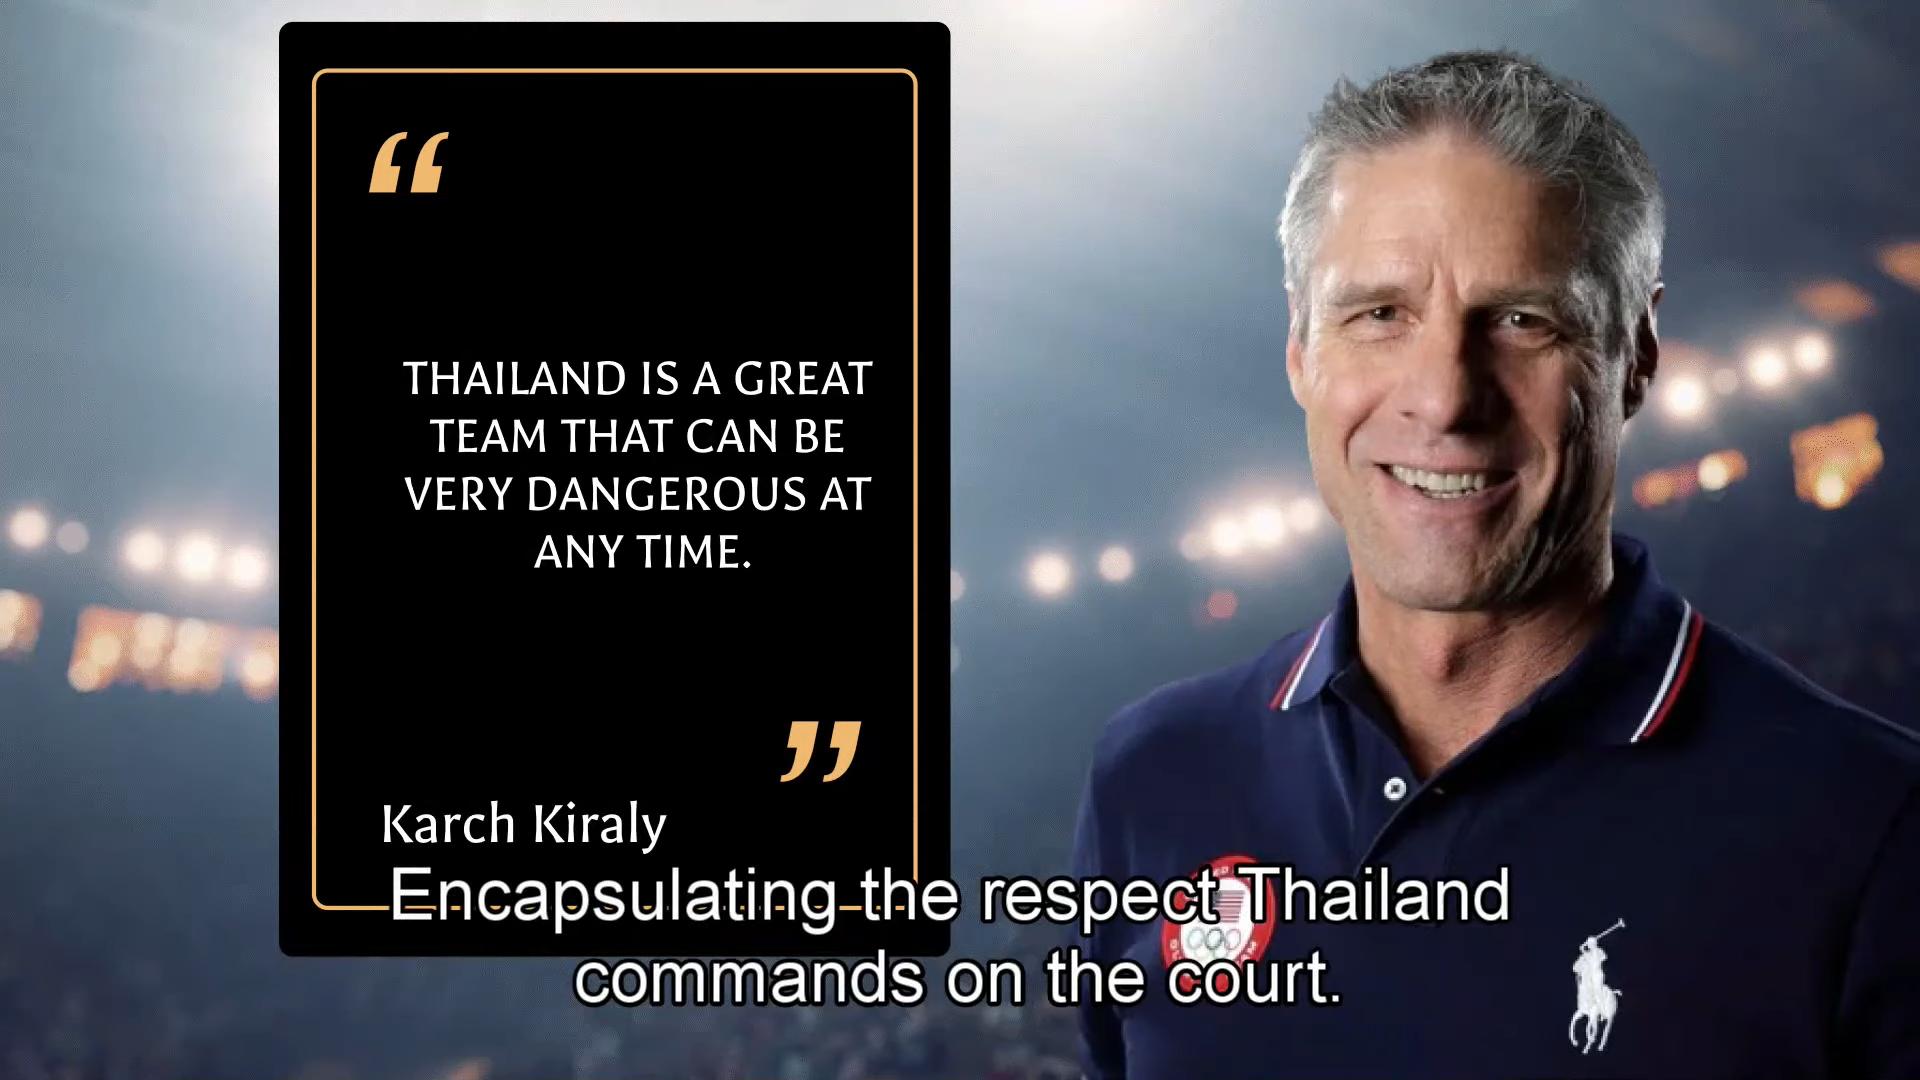 “
THAILAND IS A GREAT
TEAM THAT CAN BE
VERY DANGEROUS AT
ANY TIME.
”
Karch Kiraly
Encapsulating the respect Thailand
commands on the court.